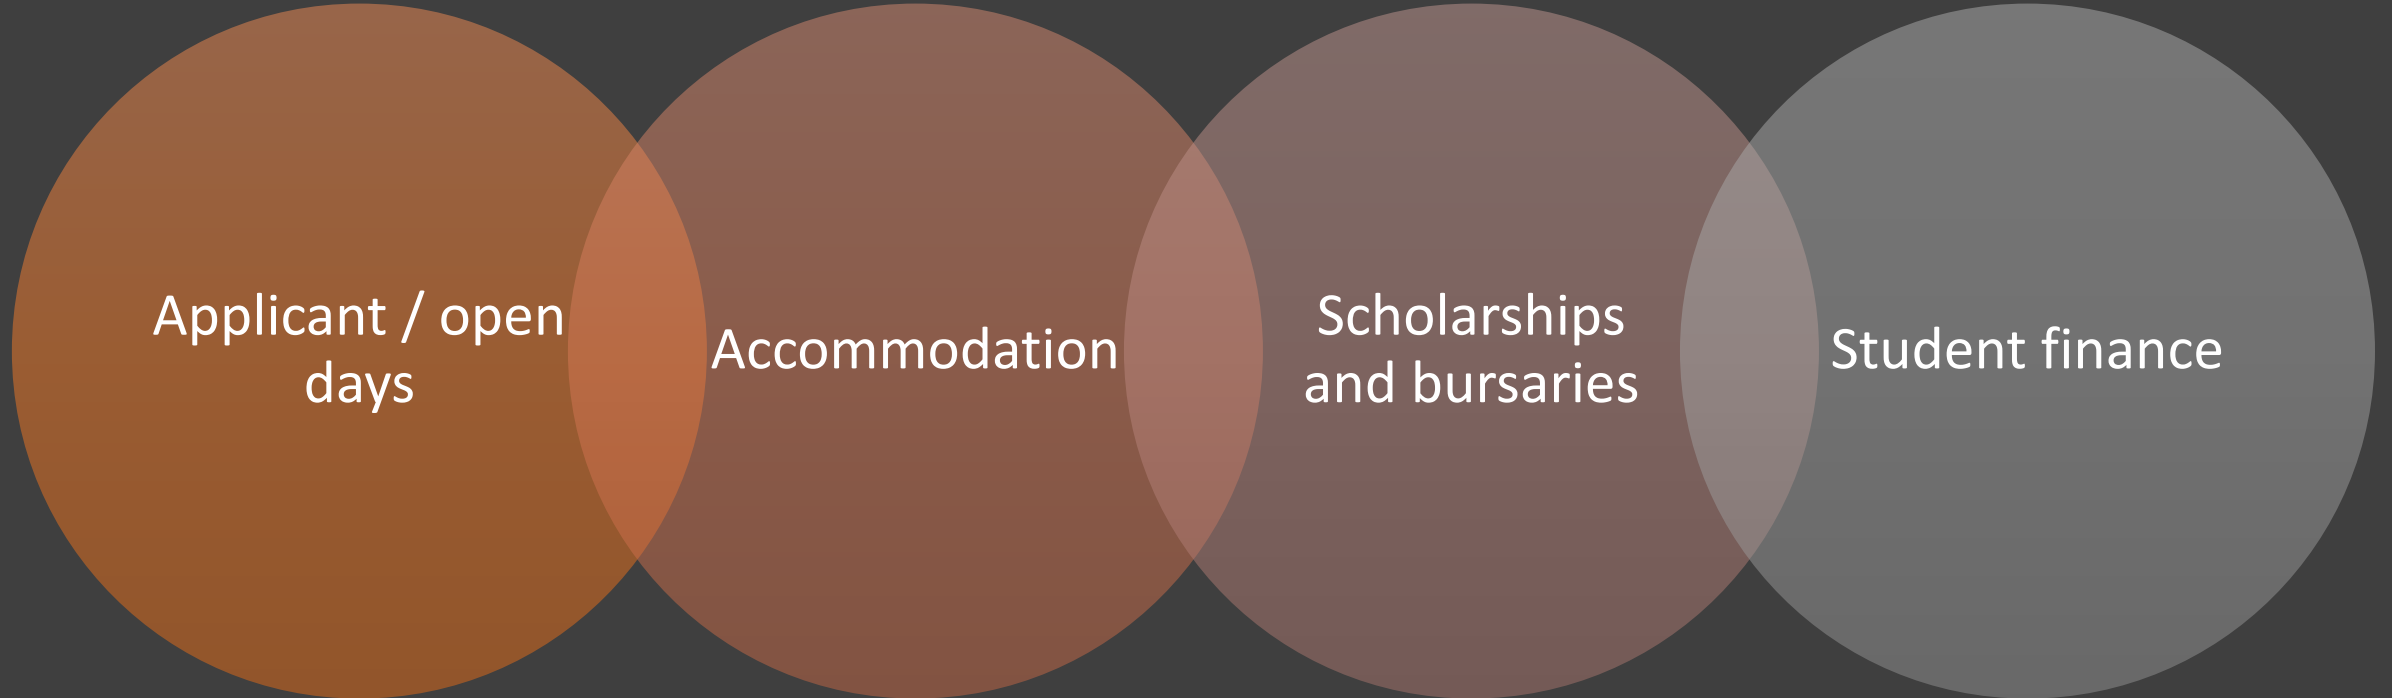 Applicant / open
days
Accommodation
Scholarships
and bursaries
Student finance